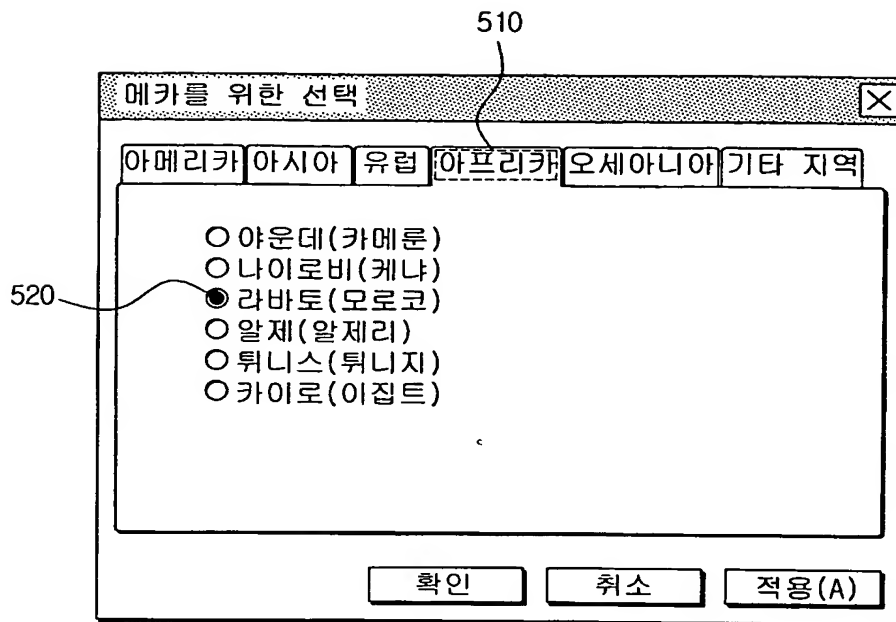 510
메카를 위한 선택
아메리카 아시아 유럽 아프리카 오세아니아 기타 지역
야운데(카메룬)
나이로비(케냐)
520 라바토(모로코)
알제(알제리)
튀니스(튀니지)
카이로(이집트)
확인 취소 적용(A)